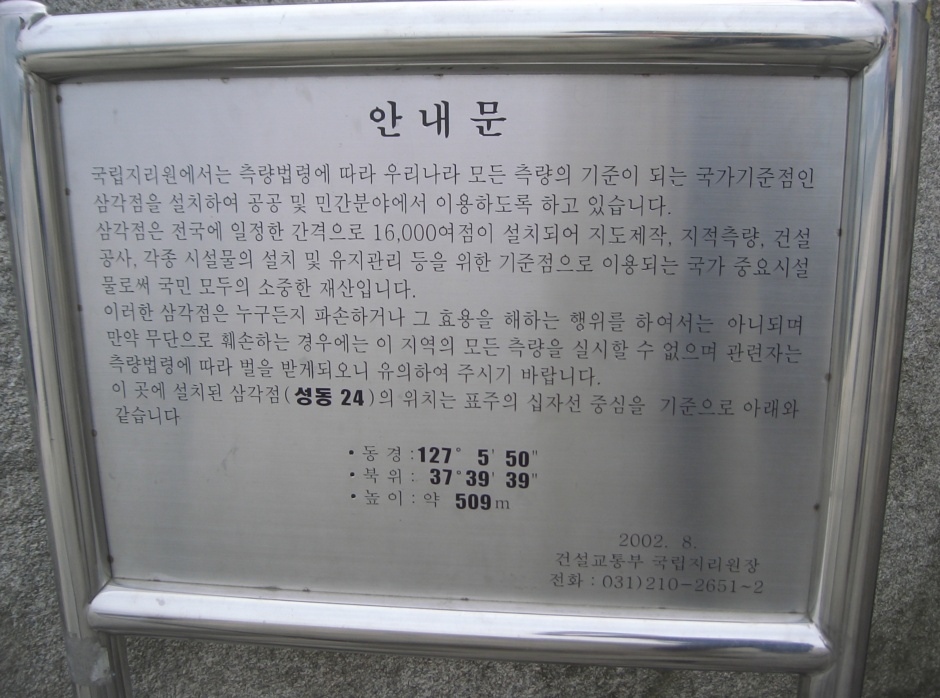 안내문
국립지리원에서는 측량법령에 따라 우리나라 모든 측량의 기준이 되는 국가기준점인
삼각점을 설치하여 공공 및 민간분야에서 이용하도록 하고 있습니다.
삼각점은 전국에 일정한 간격으로 16,000여점이 설치되어 지도제작, 지적측량, 건설
공사, 각종 시설물의 설치 및 유지관리 등을 위한 기준점으로 이용되는 국가 중요시설
물로써 국민 모두의 소중한 재산입니다.
이러한 삼각점은 누구든지 파손하거나 그 효용을 해하는 행위를 하여서는 아니되며
만약 무단으로 훼손하는 경우에는 이 지역의 모든 측량을 실시할 수 없으며 관련자는
측량법령에 따라 벌을 받게되오니 유의하여 주시기 바랍니다.
이 곳에 설치된 삼각점(성동 24)의 위치는 표주의 십자선 중심을 기준으로 아래와
같습니다
· 동경 : 127° 5' 50"
· 북위 : 37° 39' 39"
· 높이 : 약 509m
2002. 8.
건설교통부 국립지리원장
전화 : 031)210-2651~2